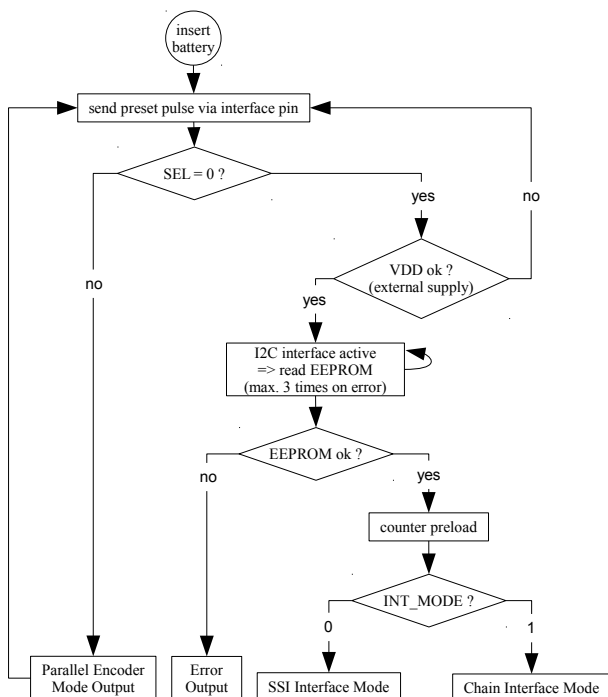 insert
battery
send preset pulse via interface pin
SEL = 0 ?
yes
no
VDD ok ?
(external supply)
no
yes
I2C interface active
=> read EEPROM
(max. 3 times on error)
EEPROM ok ?
no
yes
counter preload
INT_MODE ?
0
1
Parallel Encoder
Mode Output
Error
Output
SSI Interface Mode
Chain Interface Mode